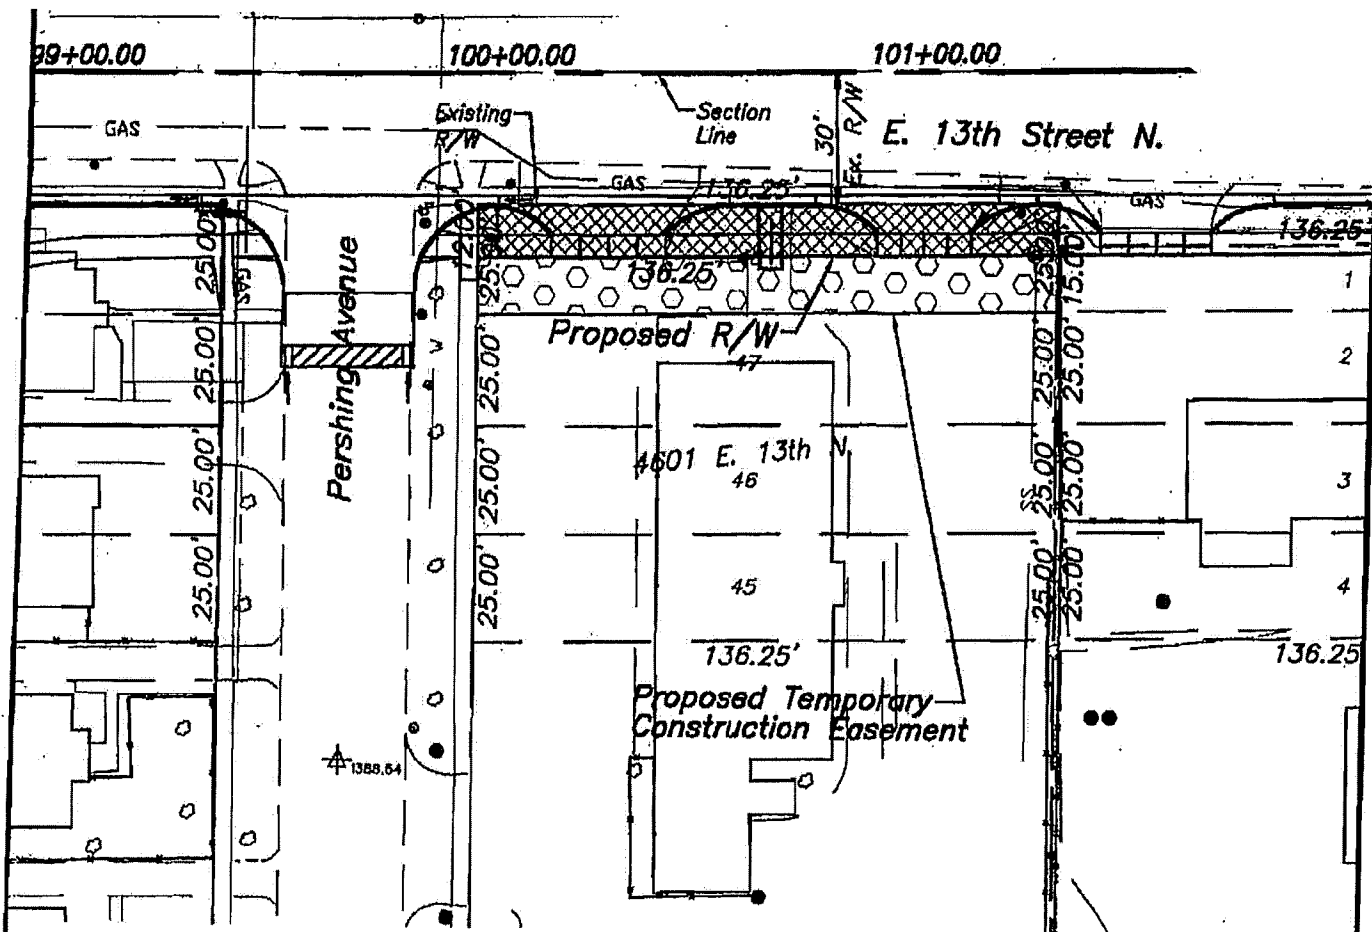 99+00.00
100+00.00
101+00.00
Existing
R/W
Section
Line
30'
Ex. R/W
E. 13th Street N.
GAS
GAS
136.25'
GAS
136.25'
25.00'
GAS
Pershing Avenue
12.00
136.25'
15.00'
1
Proposed R/W
47
2
25.00'
25.00'
25.00'
25.00'
4601 E. 13th N.
46
3
25.00'
25.00'
SS
25.00'
25.00'
45
4
25.00'
25.00'
25.00'
25.00'
136.25'
136.25
Proposed Temporary
Construction Easement
1388.64